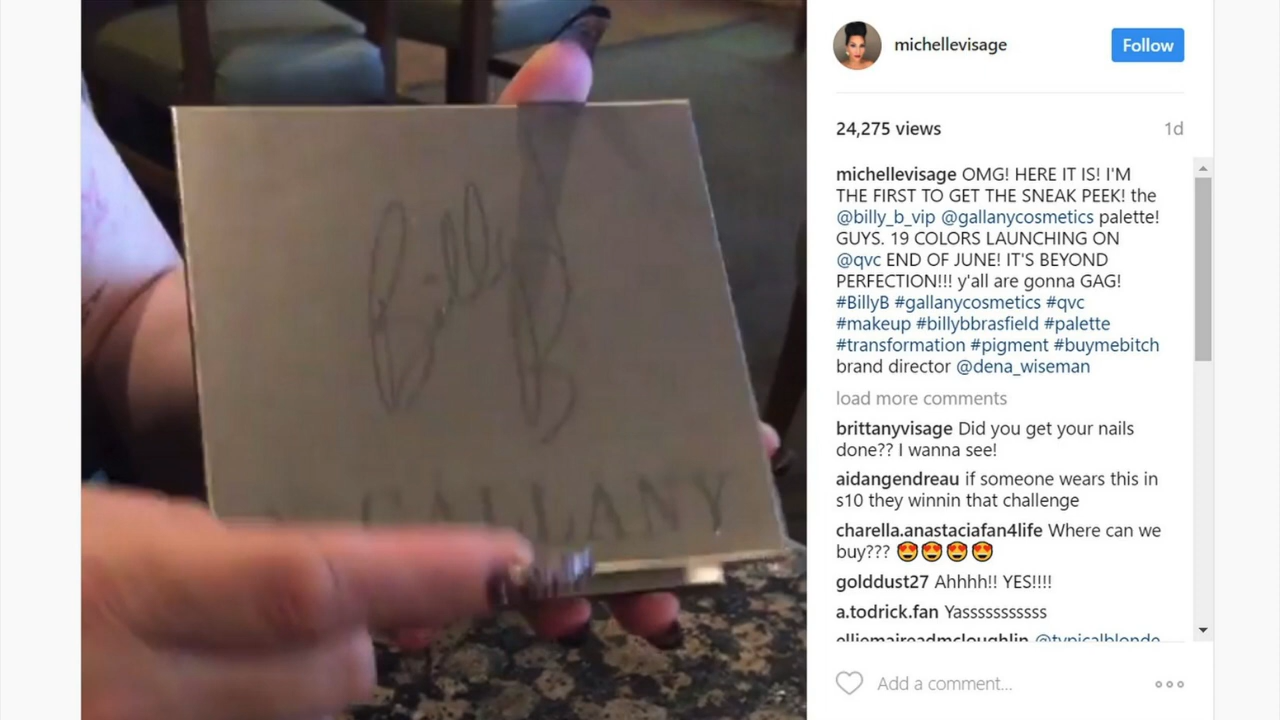 Billy B
GALLANY
michellevisage
Follow
24,275 views
1d
michellevisage OMG! HERE IT IS! I'M
THE FIRST TO GET THE SNEAK PEEK! the
@billy_b_vip @gallanycosmetics palette!
GUYS. 19 COLORS LAUNCHING ON
@qvc END OF JUNE! IT'S BEYOND
PERFECTION!!! y'all are gonna GAG!
#BillyB #gallanycosmetics #qvc
#makeup #billybbrasfield #palette
#transformation #pigment #buymebitch
brand director @dena_wiseman
load more comments
brittanyvisage Did you get your nails
done?? I wanna see!
aidangendreau if someone wears this in
s10 they winnin that challenge
charella.anastaciafan4life Where can we
buy??? 😍😍😍😍
golddust27 Ahhhh!! YES!!!!
a.todrick.fan Yasssssssssss
elliemaireadmcloughlin @typicalblonde
Add a comment...